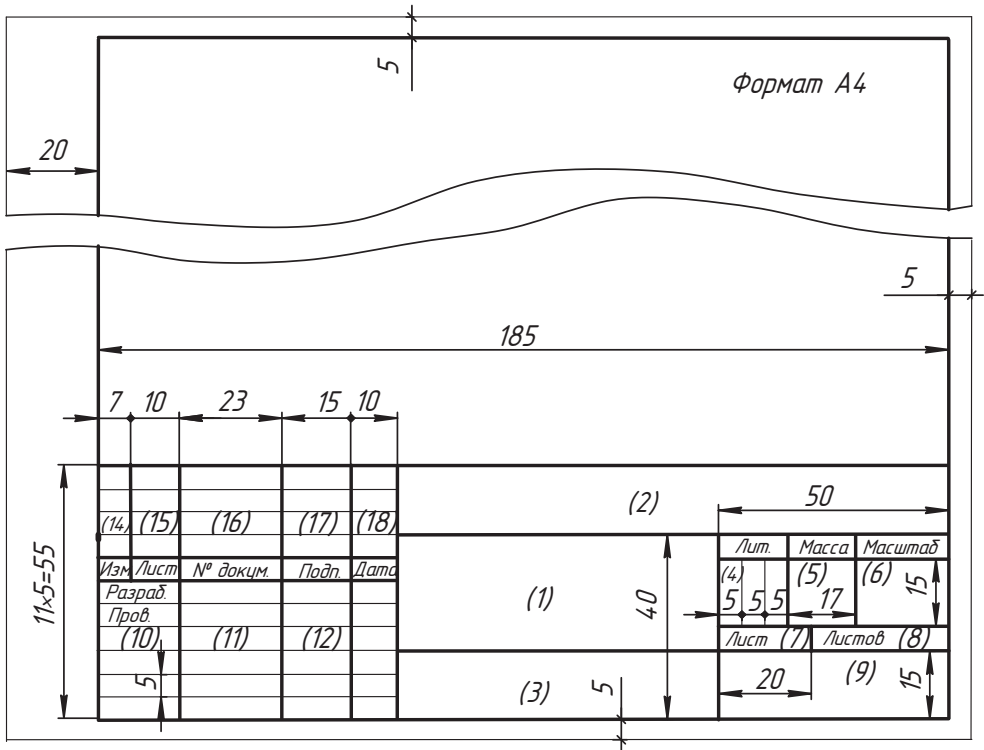 5
Формат А4
20
5
185
7 10 23 15 10
(2) 50
(14) (15) (16) (17) (18)
Лит. Масса Масштаб
Изм Лист № докум. Подп. Дата
(4) (5) (6)
11×5=55
Разраб.
(1) 40 5 5 5 17 15
Пров.
(10) (11) (12)
Лист (7) Листов (8)
5 (3) 5 20 (9) 15